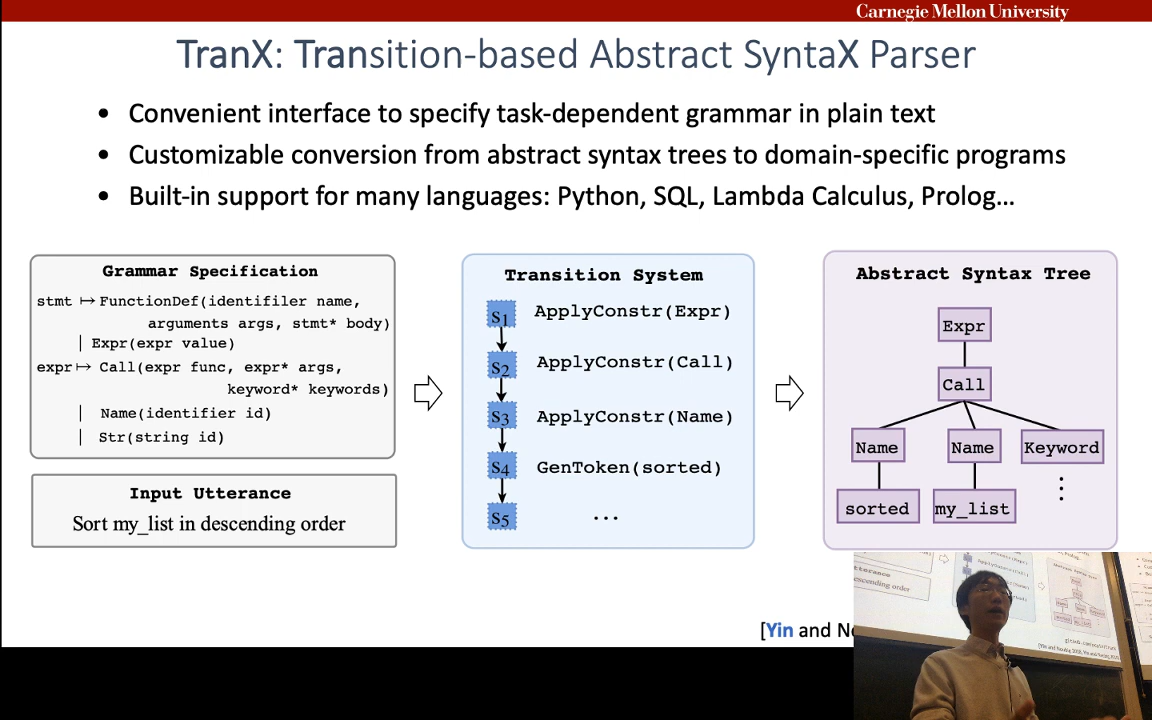 Carnegie Mellon University
TranX: Transition-based Abstract SyntaX Parser
• Convenient interface to specify task-dependent grammar in plain text
• Customizable conversion from abstract syntax trees to domain-specific programs
• Built-in support for many languages: Python, SQL, Lambda Calculus, Prolog…
Grammar Specification
stmt ↦ FunctionDef(identifiler name,
arguments args, stmt* body)
| Expr(expr value)
expr ↦ Call(expr func, expr* args,
keyword* keywords)
| Name(identifier id)
| Str(string id)
Input Utterance
Sort my_list in descending order
Transition System
S1 ApplyConstr(Expr)
S2 ApplyConstr(Call)
S3 ApplyConstr(Name)
S4 GenToken(sorted)
S5 ...
Abstract Syntax Tree
Expr
Call
Name Name Keyword
sorted my_list
[Yin and Ne
utterance
descending order